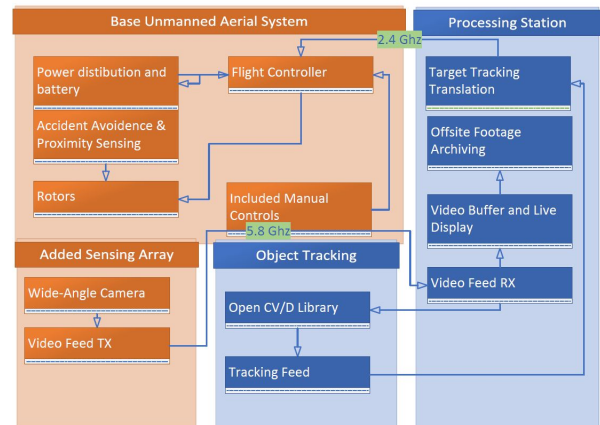 Base Unmanned Aerial System
Power distibution and
battery
Flight Controller
Accident Avoidence &
Proximity Sensing
Rotors
Included Manual
Controls
2.4 Ghz
5.8 Ghz
Processing Station
Target Tracking
Translation
Offsite Footage
Archiving
Video Buffer and Live
Display
Video Feed RX
Added Sensing Array
Wide-Angle Camera
Video Feed TX
Object Tracking
Open CV/D Library
Tracking Feed